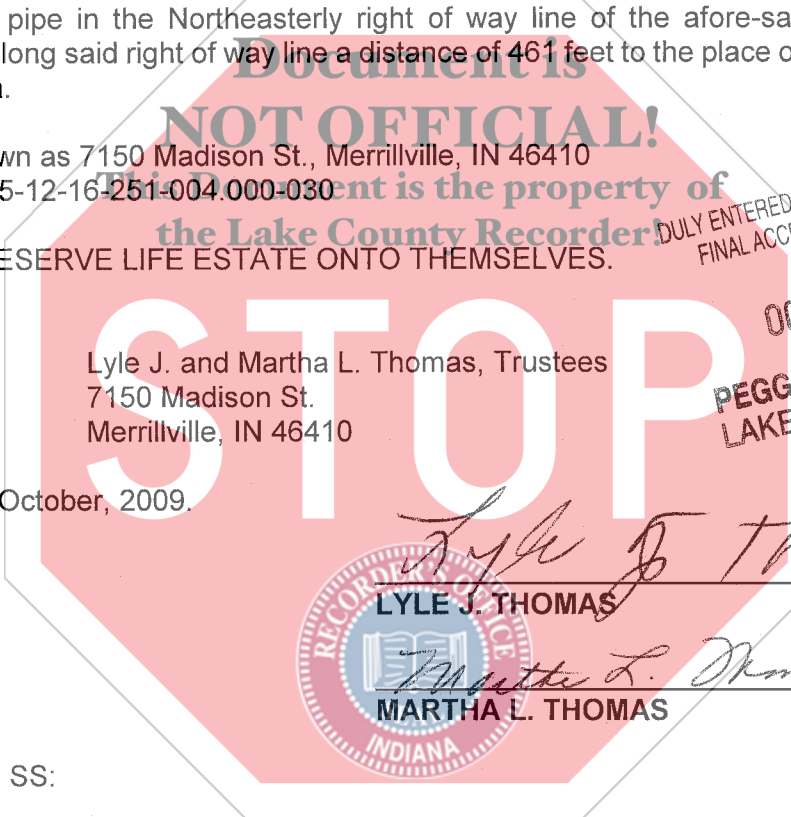 pipe in the Northeasterly right of way line of the afore-sa
long said right of way line a distance of 461 feet to the place o
Document is
NOT OFFICIAL!
wn as 7150 Madison St., Merrillville, IN 46410
5-12-16-251-004.000-030
This Document is the property of
the Lake County Recorder!
DULY ENTERED
FINAL ACC
ESERVE LIFE ESTATE ONTO THEMSELVES.
STOP
Lyle J. and Martha L. Thomas, Trustees
7150 Madison St.
Merrillville, IN 46410
PEGG
LAKE
October, 2009.
Lyle J Th
LYLE J. THOMAS
RECORDER'S OFFICE
Martha L. Thom
MARTHA L. THOMAS
INDIANA
SS: